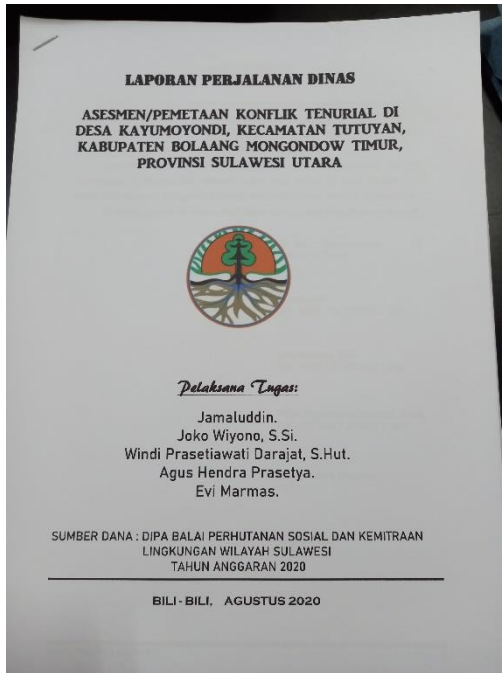 LAPORAN PERJALANAN DINAS
ASESMEN/PEMETAAN KONFLIK TENURIAL DI
DESA KAYUMOYONDI, KECAMATAN TUTUYAN,
KABUPATEN BOLAANG MONGONDOW TIMUR,
PROVINSI SULAWESI UTARA
Pelaksana Tugas:
Jamaluddin.
Joko Wiyono, S.Si.
Windi Prasetiawati Darajat, S.Hut.
Agus Hendra Prasetya.
Evi Marmas.
SUMBER DANA : DIPA BALAI PERHUTANAN SOSIAL DAN KEMITRAAN
LINGKUNGAN WILAYAH SULAWESI
TAHUN ANGGARAN 2020
BILI - BILI, AGUSTUS 2020